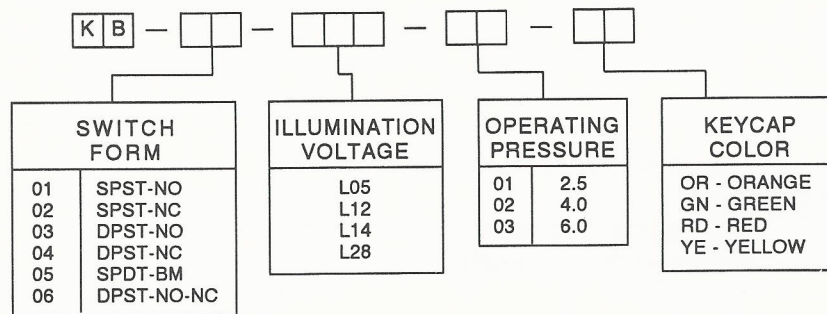 KB — — — —
SWITCH FORM
01 SPST-NO
02 SPST-NC
03 DPST-NO
04 DPST-NC
05 SPDT-BM
06 DPST-NO-NC
ILLUMINATION VOLTAGE
L05
L12
L14
L28
OPERATING PRESSURE
01 2.5
02 4.0
03 6.0
KEYCAP COLOR
OR - ORANGE
GN - GREEN
RD - RED
YE - YELLOW